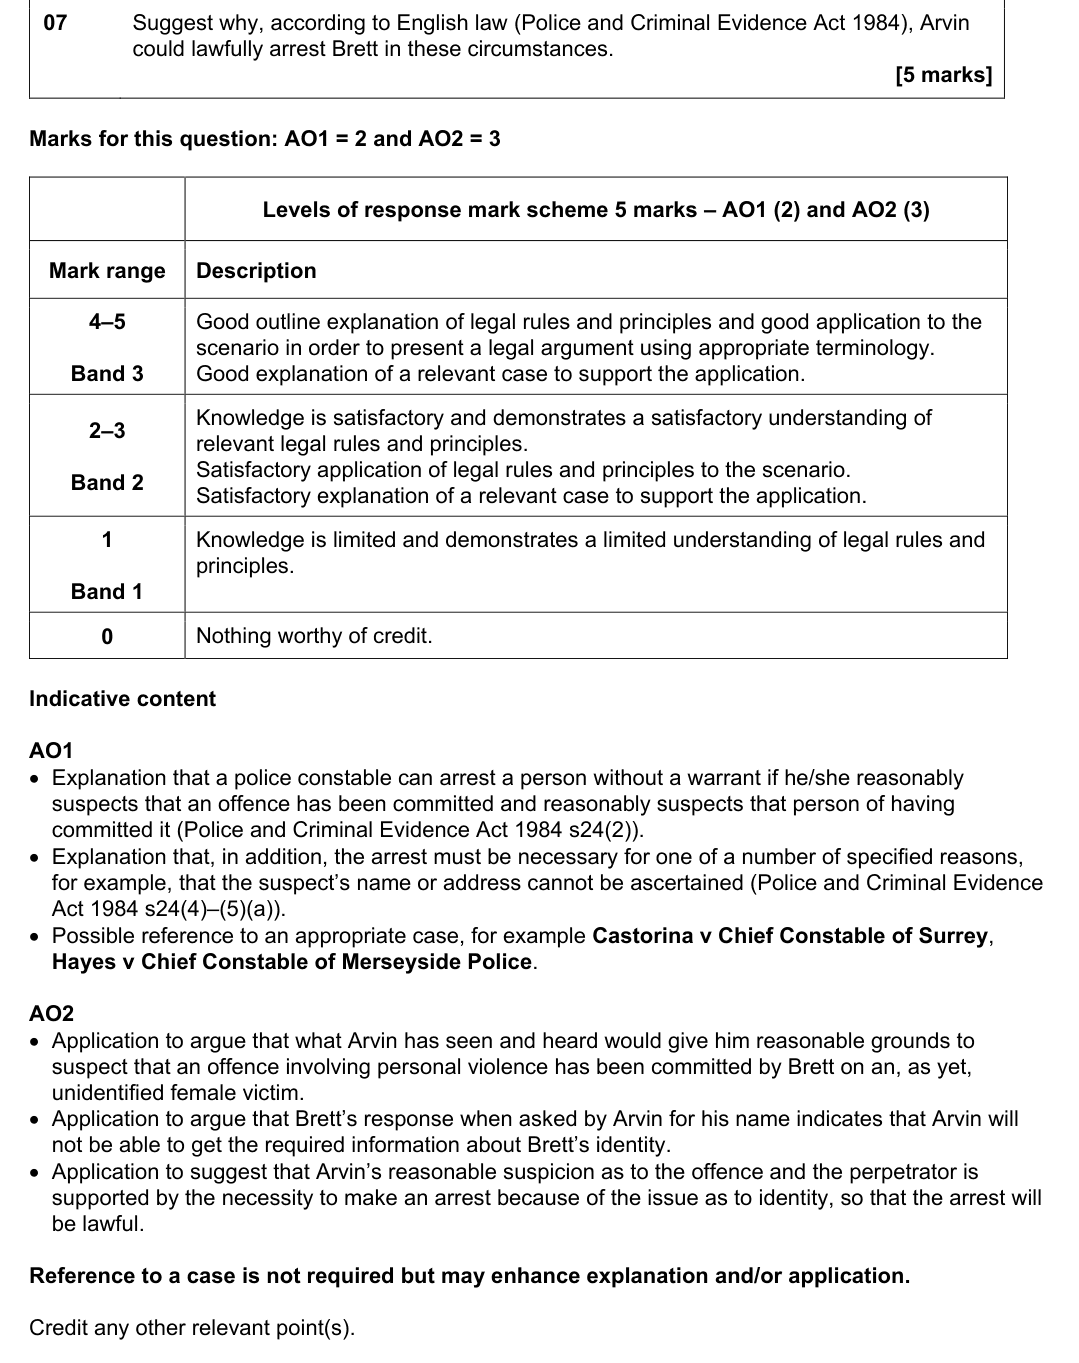 07 Suggest why, according to English law (Police and Criminal Evidence Act 1984), Arvin
could lawfully arrest Brett in these circumstances.
[5 marks]
Marks for this question: AO1 = 2 and AO2 = 3
Levels of response mark scheme 5 marks – AO1 (2) and AO2 (3)
Mark range Description
4–5
Band 3
Good outline explanation of legal rules and principles and good application to the
scenario in order to present a legal argument using appropriate terminology.
Good explanation of a relevant case to support the application.
2–3
Band 2
Knowledge is satisfactory and demonstrates a satisfactory understanding of
relevant legal rules and principles.
Satisfactory application of legal rules and principles to the scenario.
Satisfactory explanation of a relevant case to support the application.
1
Band 1
Knowledge is limited and demonstrates a limited understanding of legal rules and
principles.
0 Nothing worthy of credit.
Indicative content
AO1
• Explanation that a police constable can arrest a person without a warrant if he/she reasonably
suspects that an offence has been committed and reasonably suspects that person of having
committed it (Police and Criminal Evidence Act 1984 s24(2)).
• Explanation that, in addition, the arrest must be necessary for one of a number of specified reasons,
for example, that the suspect’s name or address cannot be ascertained (Police and Criminal Evidence
Act 1984 s24(4)–(5)(a)).
• Possible reference to an appropriate case, for example Castorina v Chief Constable of Surrey,
Hayes v Chief Constable of Merseyside Police.
AO2
• Application to argue that what Arvin has seen and heard would give him reasonable grounds to
suspect that an offence involving personal violence has been committed by Brett on an, as yet,
unidentified female victim.
• Application to argue that Brett’s response when asked by Arvin for his name indicates that Arvin will
not be able to get the required information about Brett’s identity.
• Application to suggest that Arvin’s reasonable suspicion as to the offence and the perpetrator is
supported by the necessity to make an arrest because of the issue as to identity, so that the arrest will
be lawful.
Reference to a case is not required but may enhance explanation and/or application.
Credit any other relevant point(s).